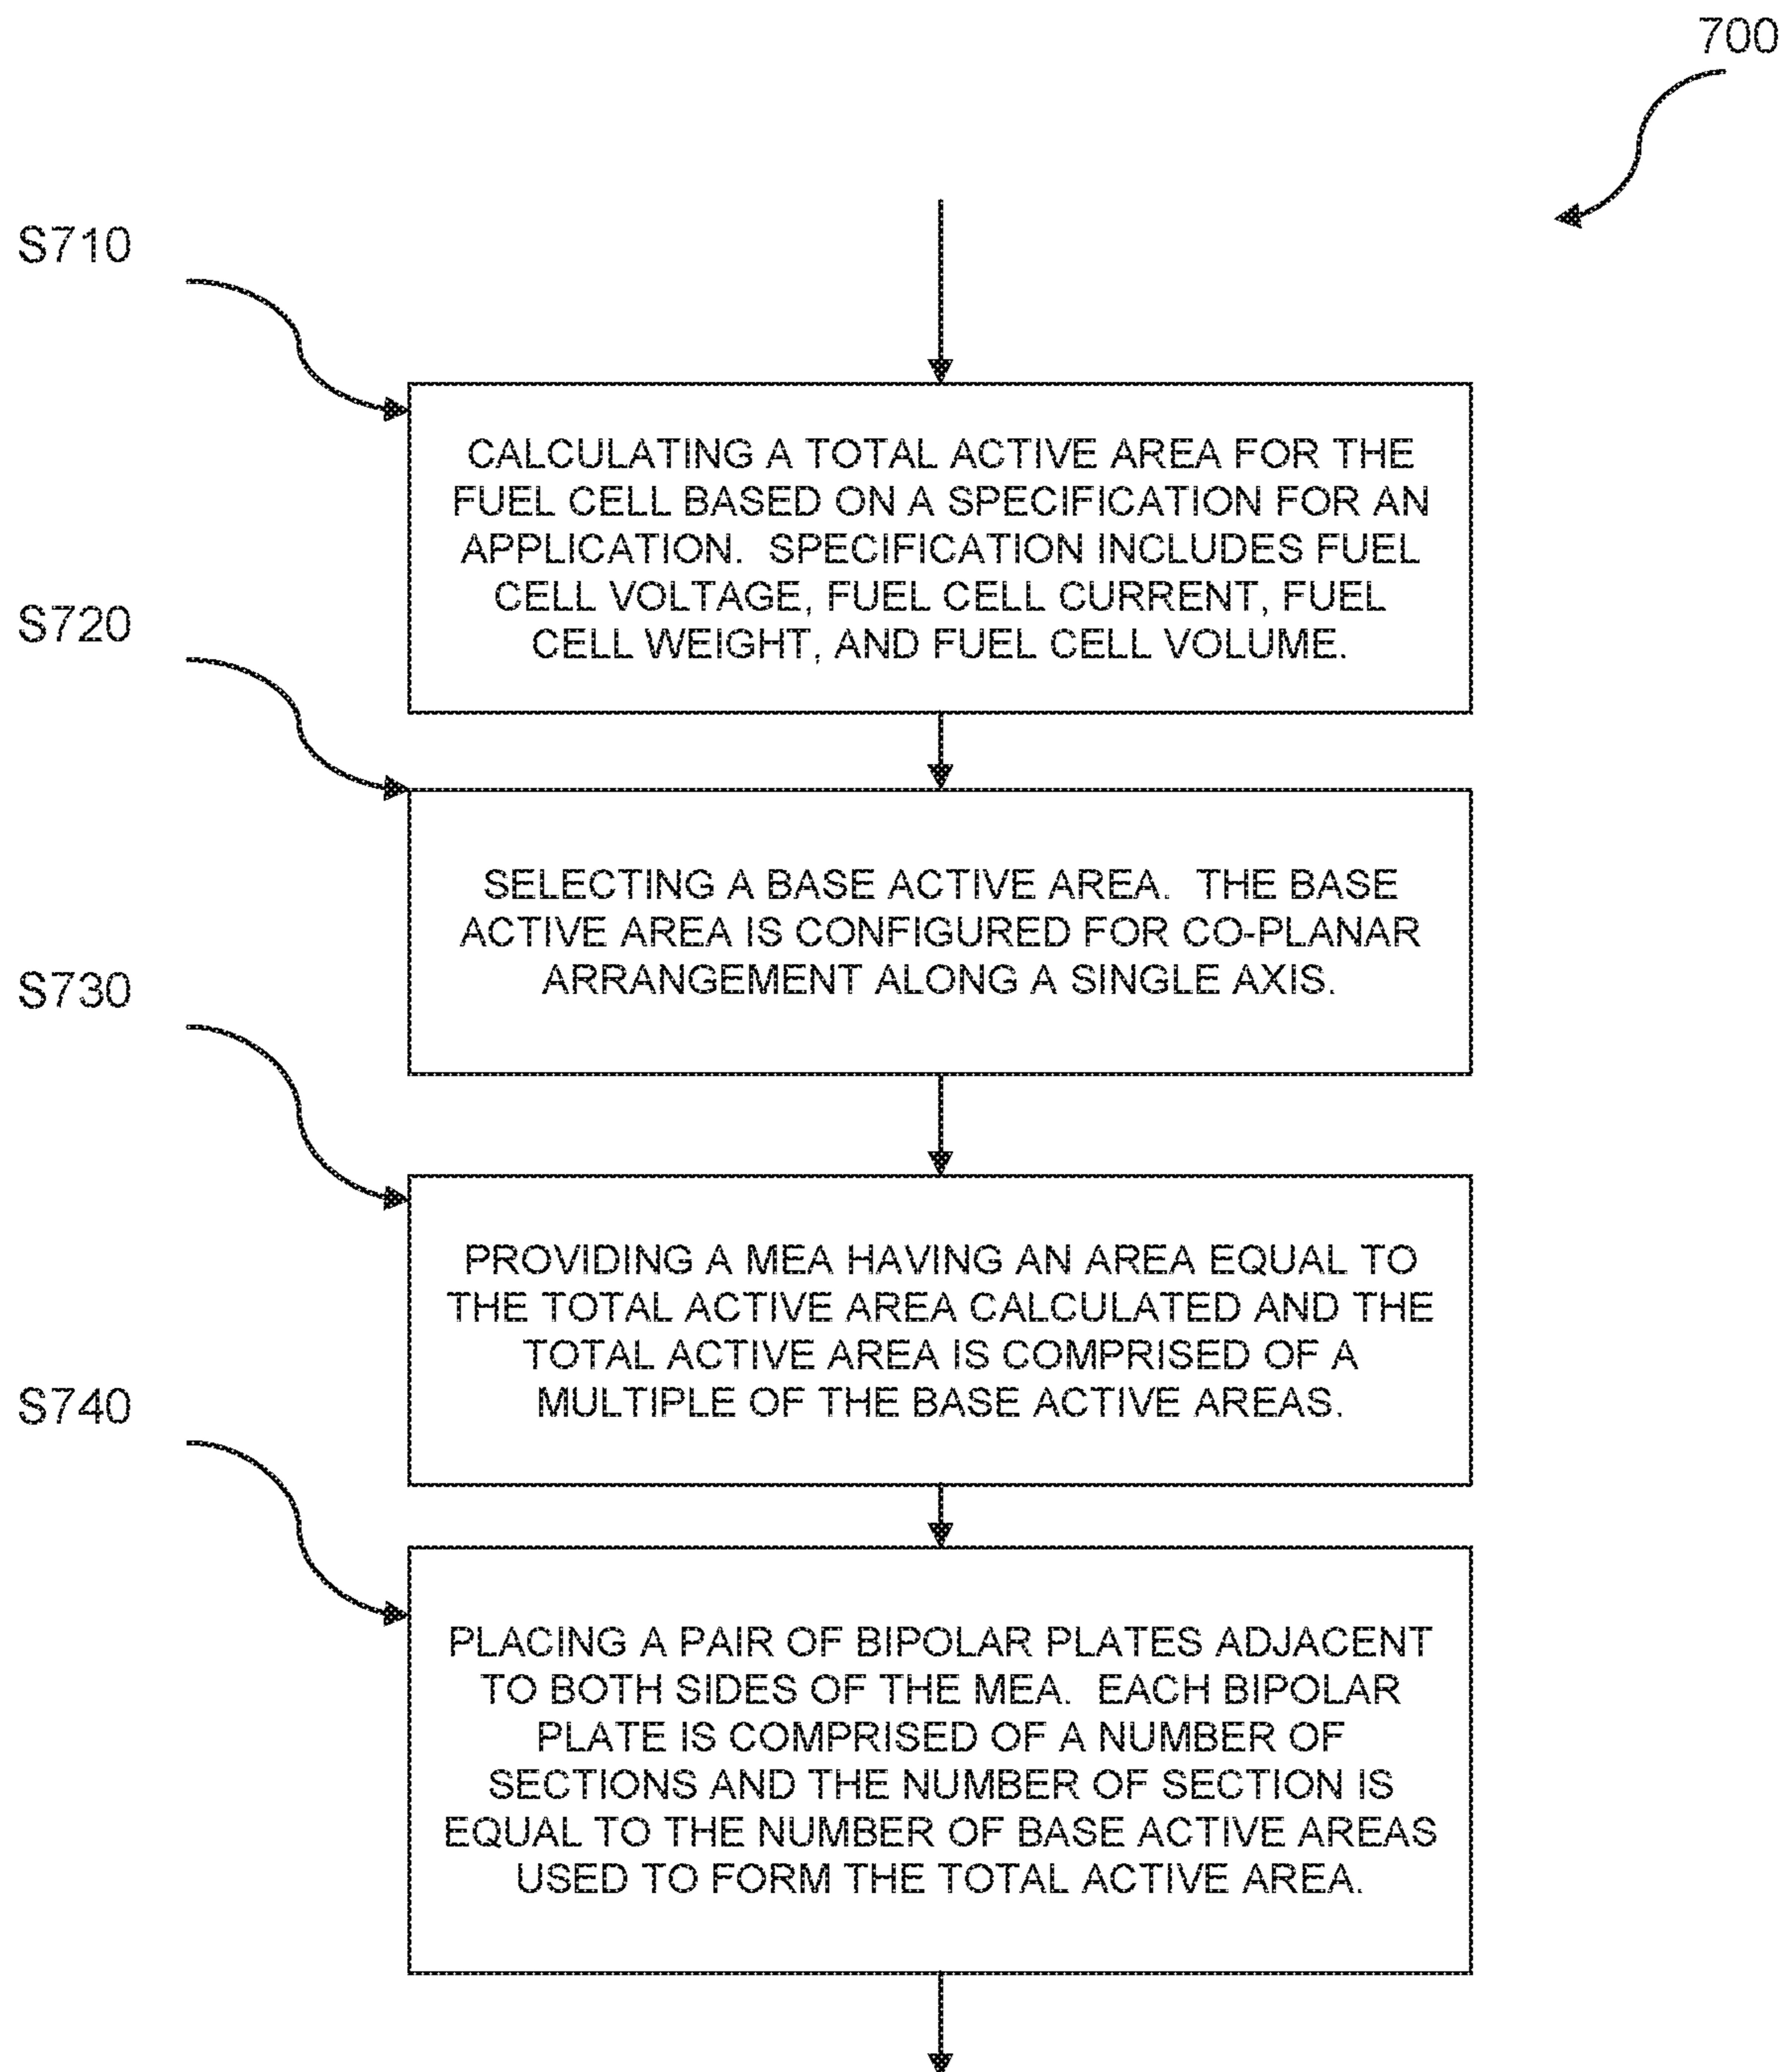 700
S710
CALCULATING A TOTAL ACTIVE AREA FOR THE
FUEL CELL BASED ON A SPECIFICATION FOR AN
APPLICATION. SPECIFICATION INCLUDES FUEL
CELL VOLTAGE, FUEL CELL CURRENT, FUEL
CELL WEIGHT, AND FUEL CELL VOLUME.
S720
SELECTING A BASE ACTIVE AREA. THE BASE
ACTIVE AREA IS CONFIGURED FOR CO-PLANAR
ARRANGEMENT ALONG A SINGLE AXIS.
S730
PROVIDING A MEA HAVING AN AREA EQUAL TO
THE TOTAL ACTIVE AREA CALCULATED AND THE
TOTAL ACTIVE AREA IS COMPRISED OF A
MULTIPLE OF THE BASE ACTIVE AREAS.
S740
PLACING A PAIR OF BIPOLAR PLATES ADJACENT
TO BOTH SIDES OF THE MEA. EACH BIPOLAR
PLATE IS COMPRISED OF A NUMBER OF
SECTIONS AND THE NUMBER OF SECTION IS
EQUAL TO THE NUMBER OF BASE ACTIVE AREAS
USED TO FORM THE TOTAL ACTIVE AREA.